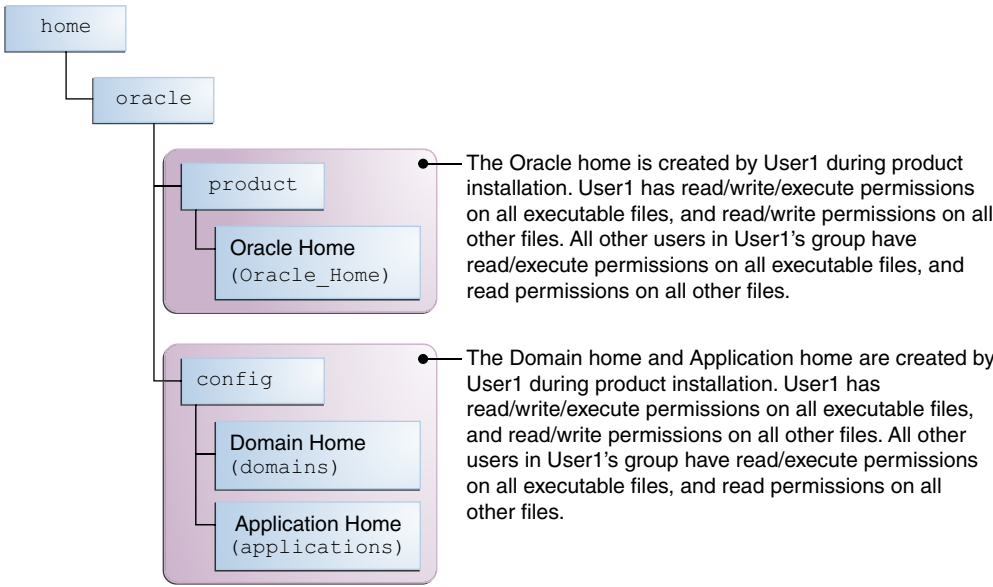 home
oracle
product
Oracle Home
(Oracle_Home)
The Oracle home is created by User1 during product
installation. User1 has read/write/execute permissions
on all executable files, and read/write permissions on all
other files. All other users in User1's group have
read/execute permissions on all executable files, and
read permissions on all other files.
config
Domain Home
(domains)
Application Home
(applications)
The Domain home and Application home are created by
User1 during product installation. User1 has
read/write/execute permissions on all executable files,
and read/write permissions on all other files. All other
users in User1's group have read/execute permissions
on all executable files, and read permissions on all
other files.